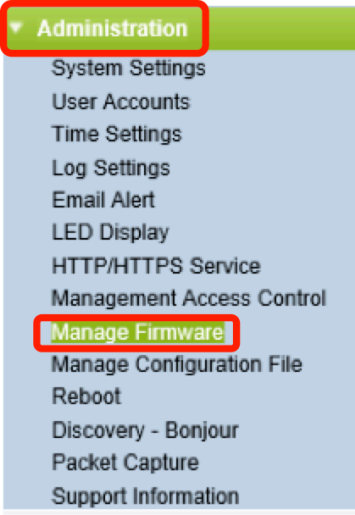 Administration
System Settings
User Accounts
Time Settings
Log Settings
Email Alert
LED Display
HTTP/HTTPS Service
Management Access Control
Manage Firmware
Manage Configuration File
Reboot
Discovery - Bonjour
Packet Capture
Support Information